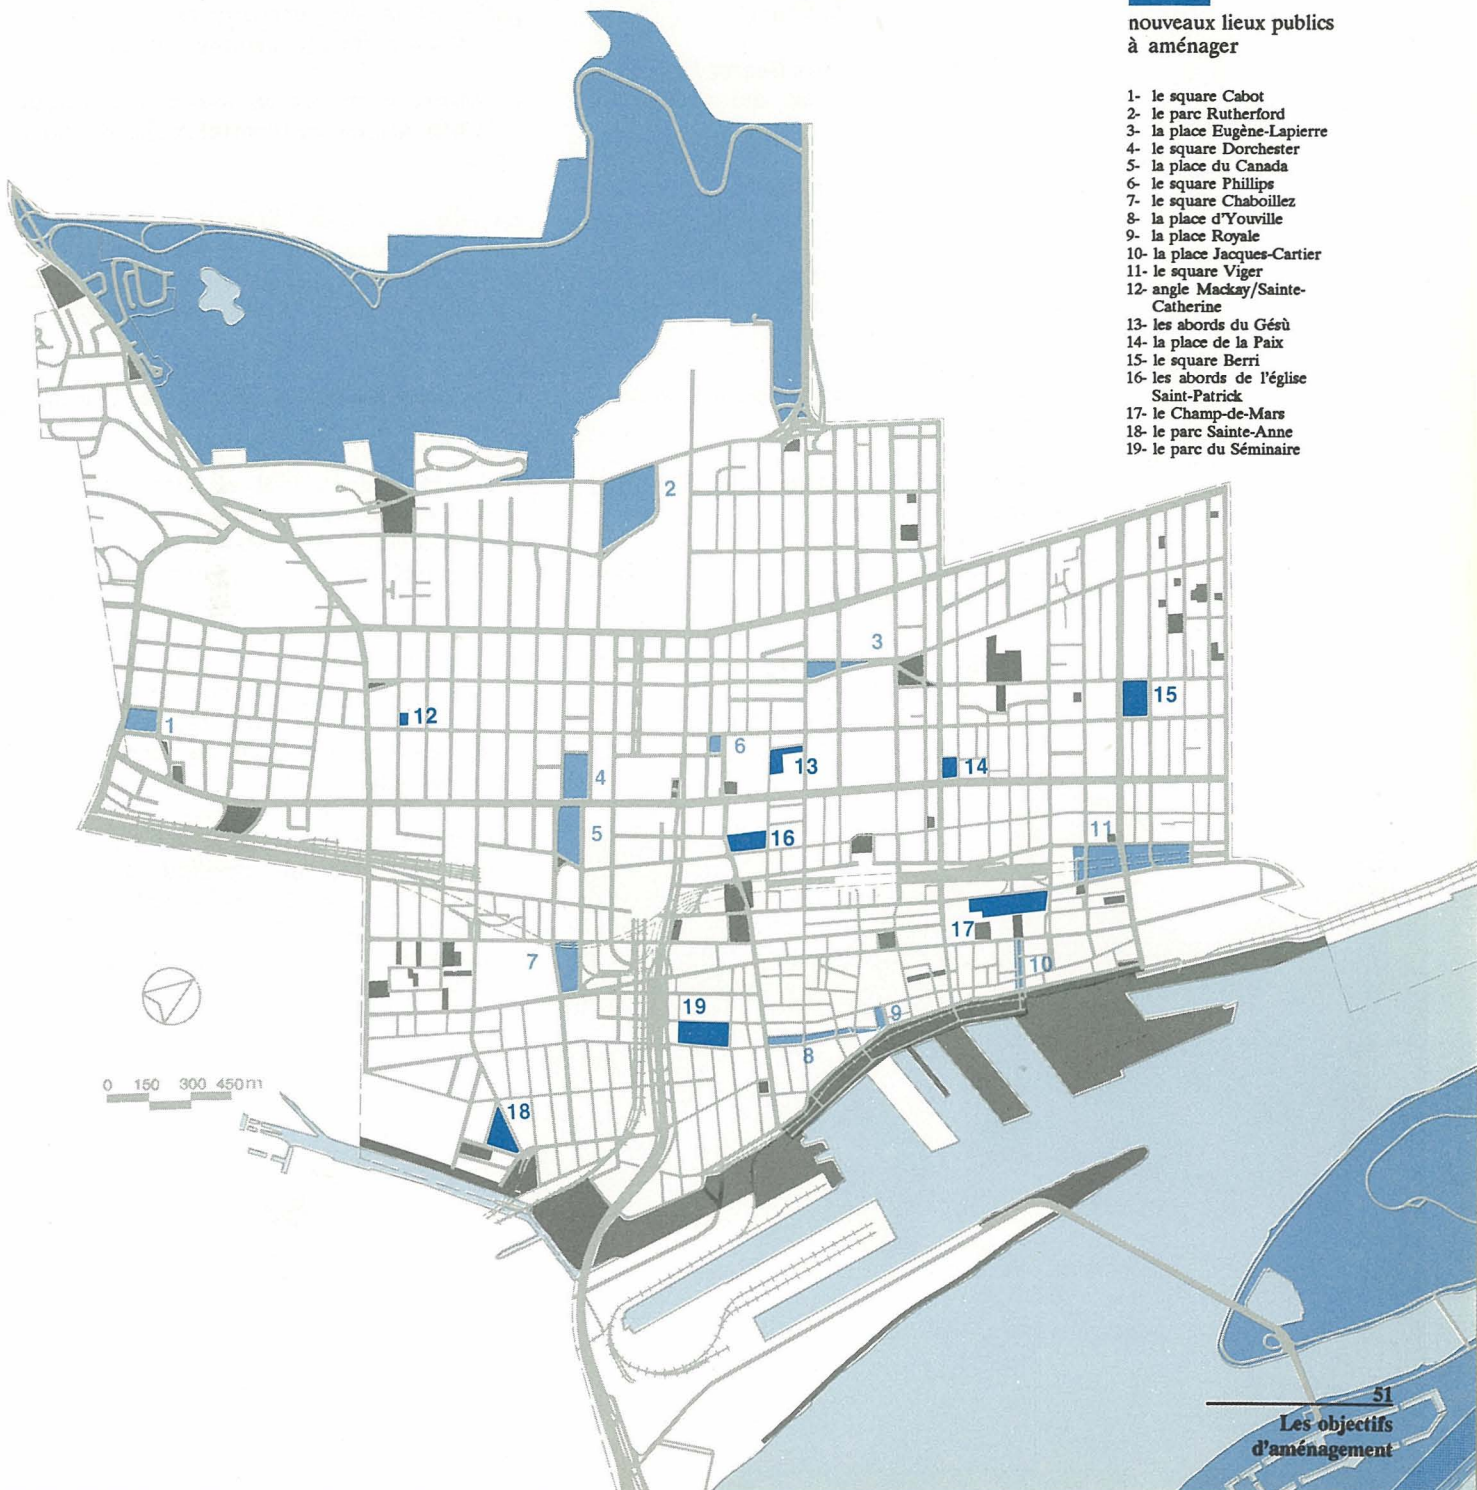 nouveaux lieux publics
à aménager
1- le square Cabot
2- le parc Rutherford
3- la place Eugène-Lapierre
4- le square Dorchester
5- la place du Canada
6- le square Phillips
7- le square Chaboillez
8- la place d'Youville
9- la place Royale
10- la place Jacques-Cartier
11- le square Viger
12- angle Mackay/Sainte-
Catherine
13- les abords du Gésù
14- la place de la Paix
15- le square Berri
16- les abords de l'église
Saint-Patrick
17- le Champ-de-Mars
18- le parc Sainte-Anne
19- le parc du Séminaire
2
3
15
1
12
6
4
13
14
5
16
11
17
7
10
19
9
8
0 150 300 450m
18
51
Les objectifs
d'aménagement